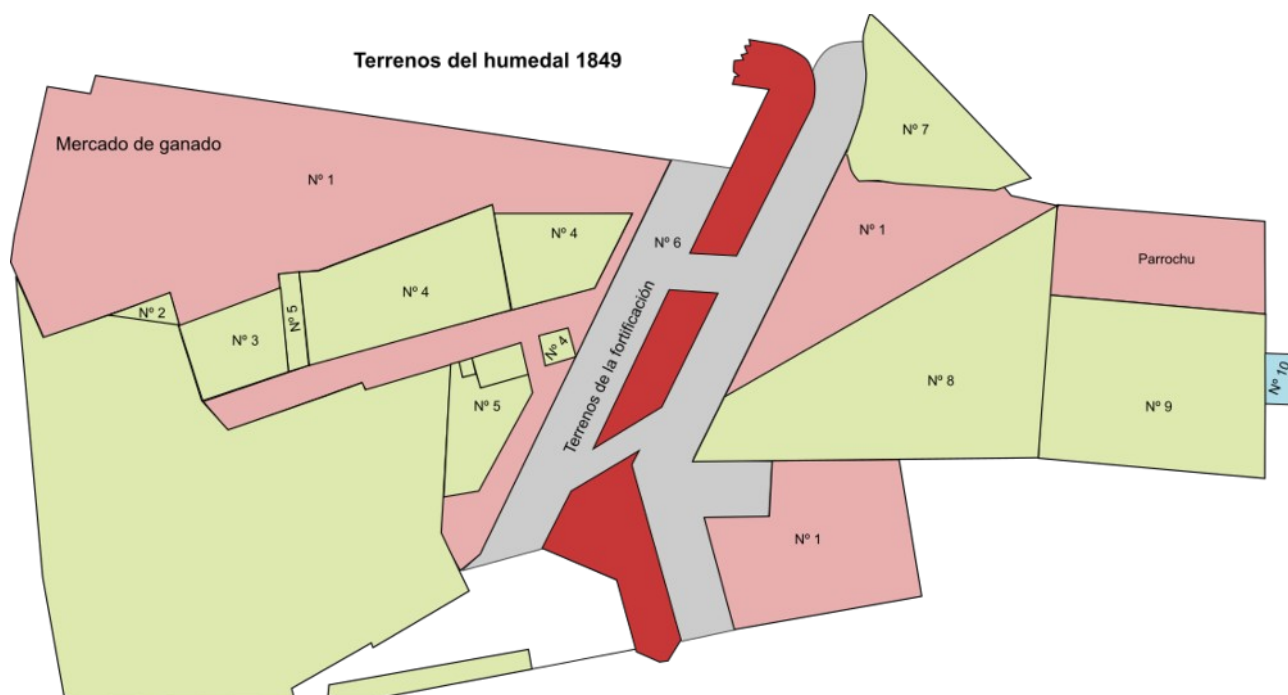 Terrenos del humedal 1849
Mercado de ganado
Nº 1
Nº 7
Nº 4
Nº 6
Nº 1
Parrochu
Nº 4
Nº 2
Nº 5
Nº 3
Nº 4
Terrenos de la fortificación
Nº 8
Nº 10
Nº 5
Nº 9
Nº 1